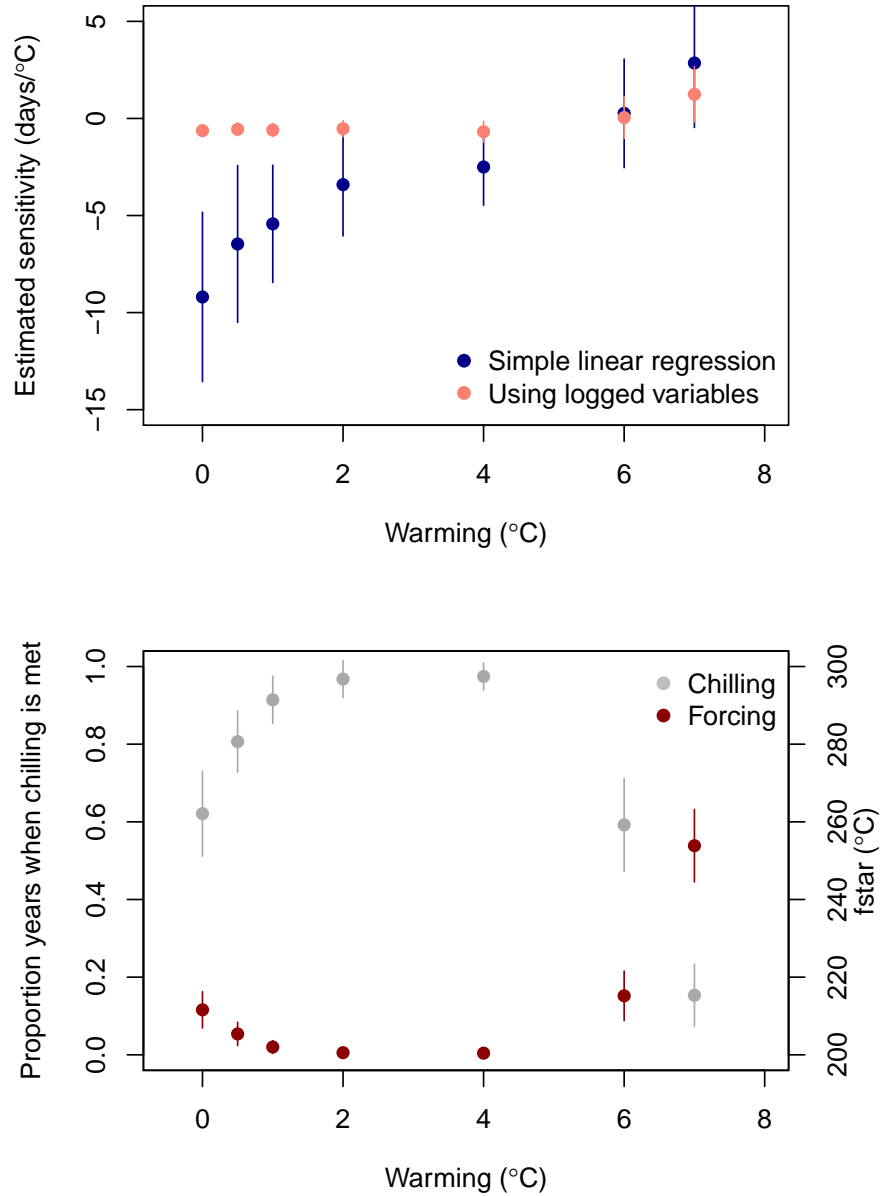 Estimated sensitivity (days/°C)
5
0
−5
−10
−15
Simple linear regression
Using logged variables
0 2 4 6 8
Warming (°C)
Proportion years when chilling is met
1.0
0.8
0.6
0.4
0.2
0.0
Chilling
Forcing
300
280
260
240
220
200
fstar (°C)
0 2 4 6 8
Warming (°C)